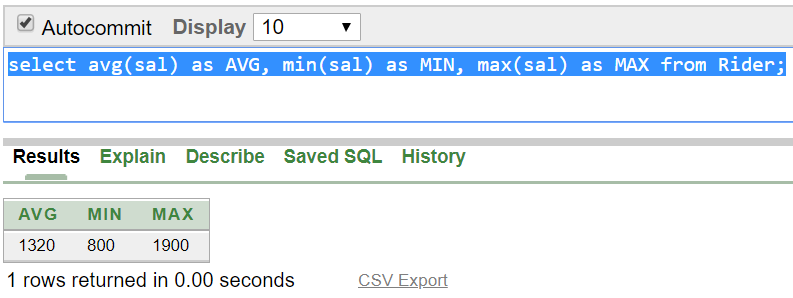 Autocommit Display 10
select avg(sal) as AVG, min(sal) as MIN, max(sal) as MAX from Rider;
Results Explain Describe Saved SQL History
AVG MIN MAX
1320 800 1900
1 rows returned in 0.00 seconds CSV Export